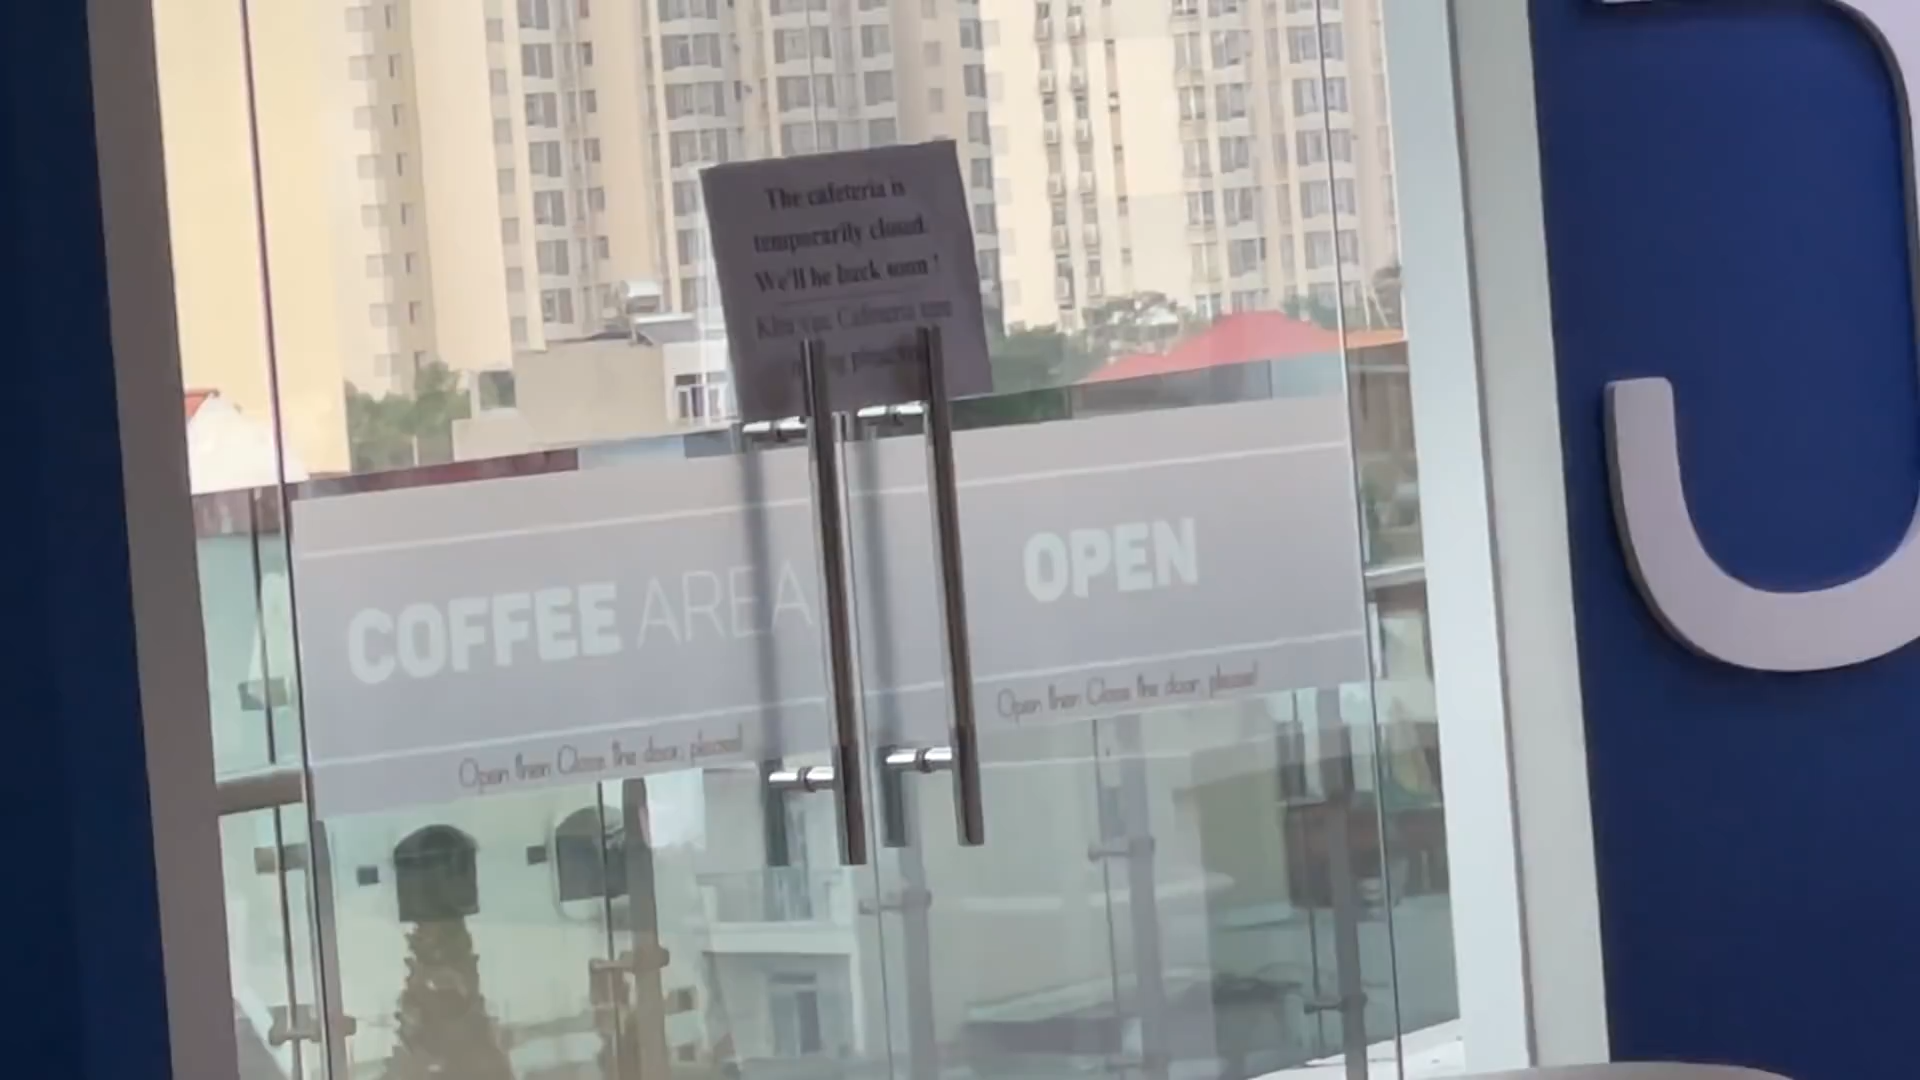 The cafeteria is
temporarily closed.
We'll be back soon!
Khu vực Cafeteria tạm
COFFEE AREA
OPEN
Open then Close the door, please!
Open then Close the door, please!